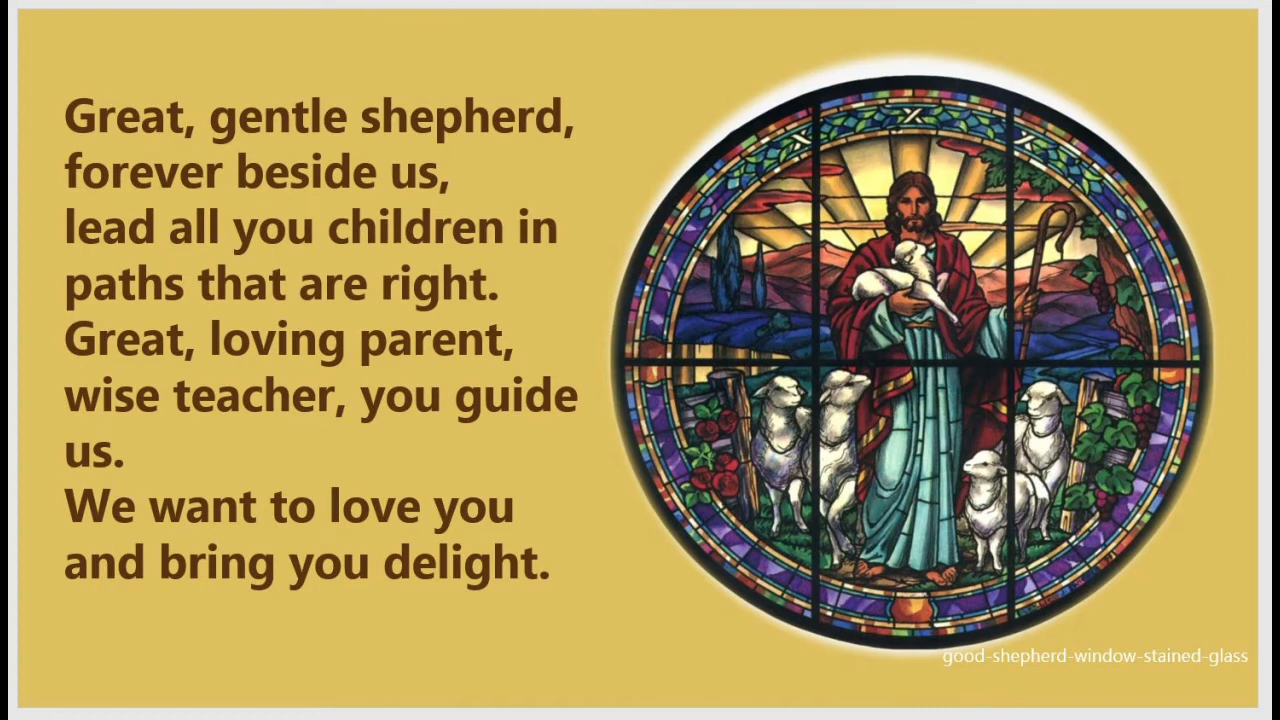 Great, gentle shepherd,
forever beside us,
lead all you children in
paths that are right.
Great, loving parent,
wise teacher, you guide
us.
We want to love you
and bring you delight.
good-shepherd-window-stained-glass